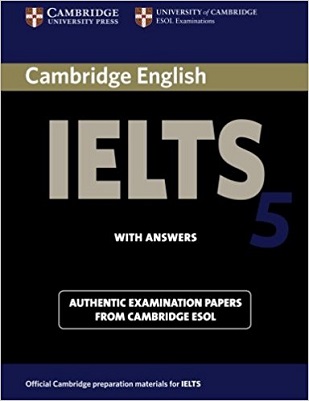 CAMBRIDGE
UNIVERSITY PRESS
UNIVERSITY of CAMBRIDGE
ESOL Examinations
Cambridge English
IELTS
5
WITH ANSWERS
AUTHENTIC EXAMINATION PAPERS
FROM CAMBRIDGE ESOL
Official Cambridge preparation materials for IELTS